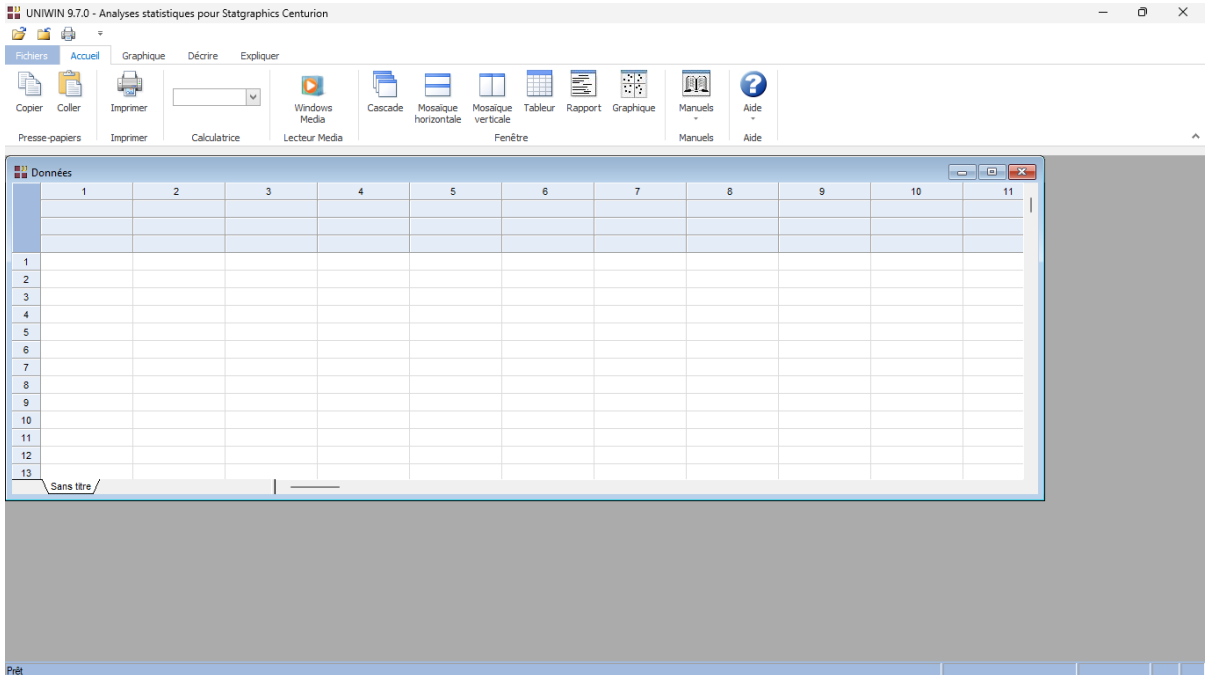 UNIWIN 9.7.0 - Analyses statistiques pour Statgraphics Centurion
Fichiers Accueil Graphique Décrire Expliquer
Copier Coller Imprimer Windows Media Cascade Mosaïque horizontale Mosaïque verticale Tableur Rapport Graphique Manuels Aide
Presse-papiers Imprimer Calculatrice Lecteur Media Fenêtre Manuels Aide
Données
1 2 3 4 5 6 7 8 9 10 11
1
2
3
4
5
6
7
8
9
10
11
12
13
Sans titre
Prêt